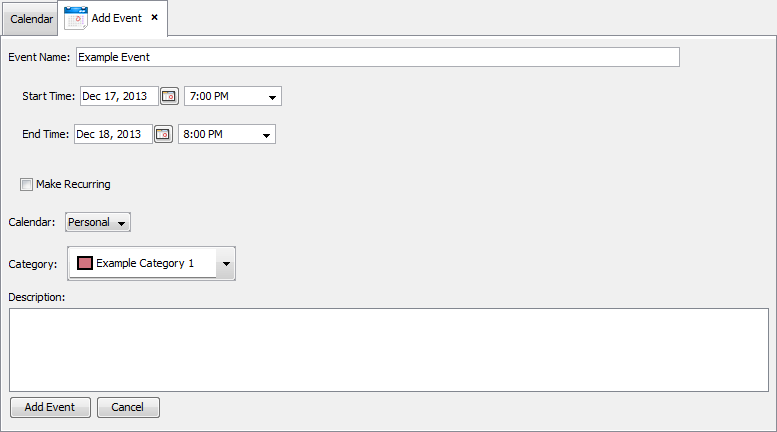 Calendar Add Event ×
Event Name: Example Event
Start Time: Dec 17, 2013 7:00 PM
End Time: Dec 18, 2013 8:00 PM
Make Recurring
Calendar: Personal
Category: Example Category 1
Description:
Add Event Cancel